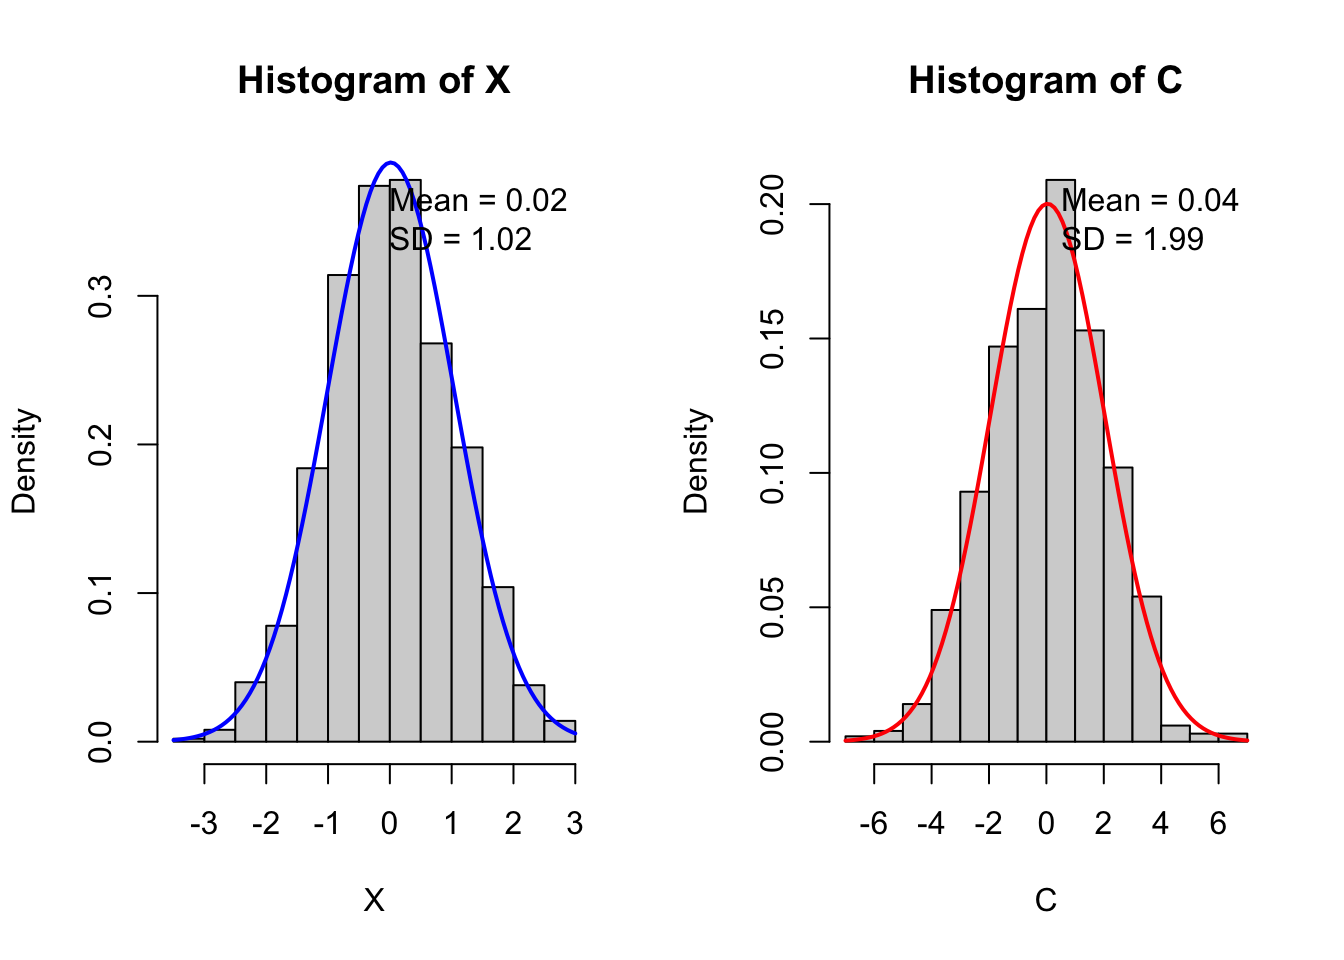 Histogram of X
Mean = 0.02
SD = 1.02
Density
0.0
0.1
0.2
0.3
-3 -2 -1 0 1 2 3
X
Histogram of C
Mean = 0.04
SD = 1.99
Density
0.00
0.05
0.10
0.15
0.20
-6 -4 -2 0 2 4 6
C